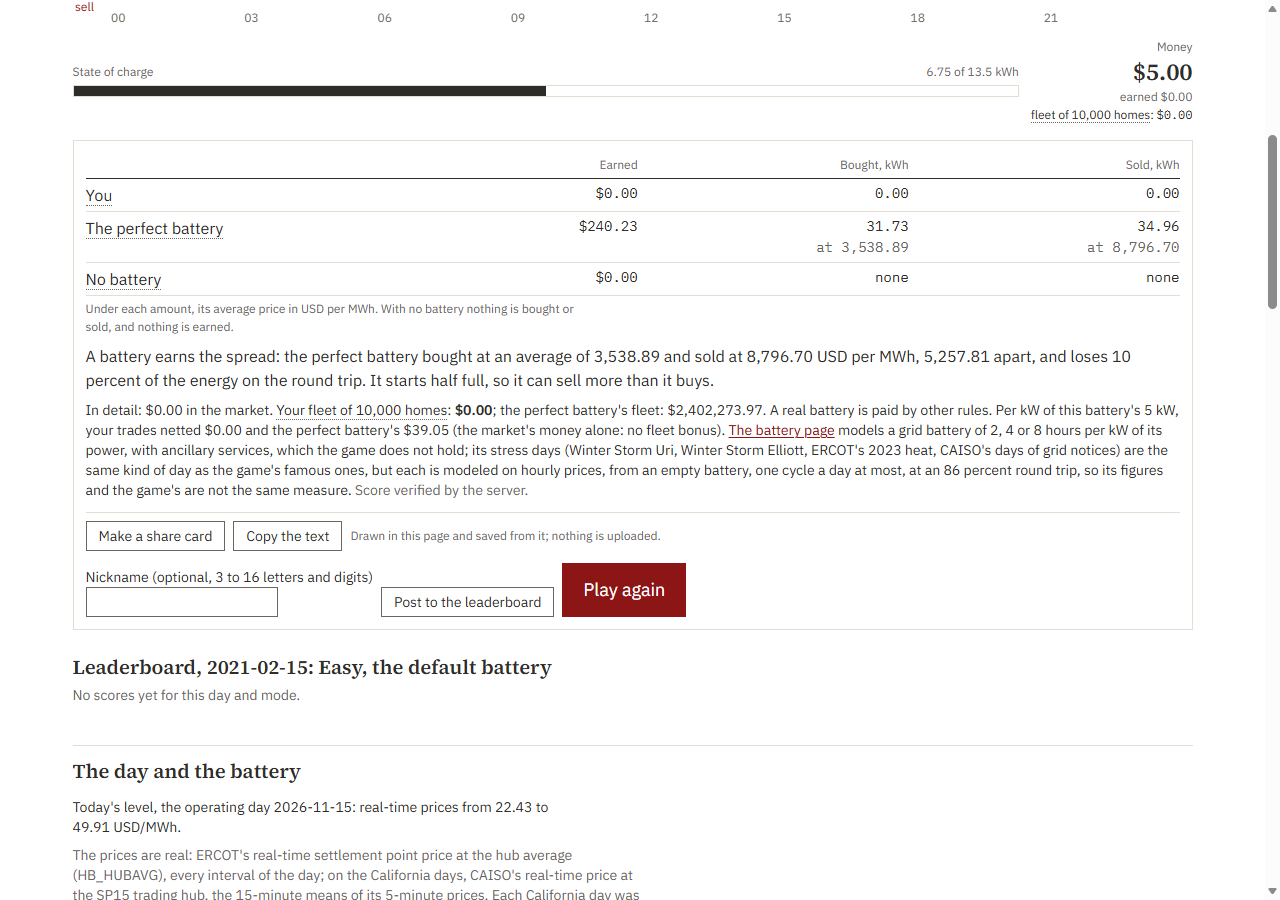 sell
00 03 06 09 12 15 18 21
Money
State of charge 6.75 of 13.5 kWh $5.00
earned $0.00
fleet of 10,000 homes: $0.00
Earned Bought, kWh Sold, kWh
You $0.00 0.00 0.00
The perfect battery $240.23 31.73 34.96
at 3,538.89 at 8,796.70
No battery $0.00 none none
Under each amount, its average price in USD per MWh. With no battery nothing is bought or
sold, and nothing is earned.
A battery earns the spread: the perfect battery bought at an average of 3,538.89 and sold at 8,796.70 USD per MWh, 5,257.81 apart, and loses 10
percent of the energy on the round trip. It starts half full, so it can sell more than it buys.
In detail: $0.00 in the market. Your fleet of 10,000 homes: $0.00; the perfect battery's fleet: $2,402,273.97. A real battery is paid by other rules. Per kW of this battery's 5 kW,
your trades netted $0.00 and the perfect battery's $39.05 (the market's money alone: no fleet bonus). The battery page models a grid battery of 2, 4 or 8 hours per kW of its
power, with ancillary services, which the game does not hold; its stress days (Winter Storm Uri, Winter Storm Elliott, ERCOT's 2023 heat, CAISO's days of grid notices) are the
same kind of day as the game's famous ones, but each is modeled on hourly prices, from an empty battery, one cycle a day at most, at an 86 percent round trip, so its figures
and the game's are not the same measure. Score verified by the server.
Make a share card Copy the text Drawn in this page and saved from it; nothing is uploaded.
Nickname (optional, 3 to 16 letters and digits)
Post to the leaderboard Play again
Leaderboard, 2021-02-15: Easy, the default battery
No scores yet for this day and mode.
The day and the battery
Today's level, the operating day 2026-11-15: real-time prices from 22.43 to
49.91 USD/MWh.
The prices are real: ERCOT's real-time settlement point price at the hub average
(HB_HUBAVG), every interval of the day; on the California days, CAISO's real-time price at
the SP15 trading hub, the 15-minute means of its 5-minute prices. Each California day was